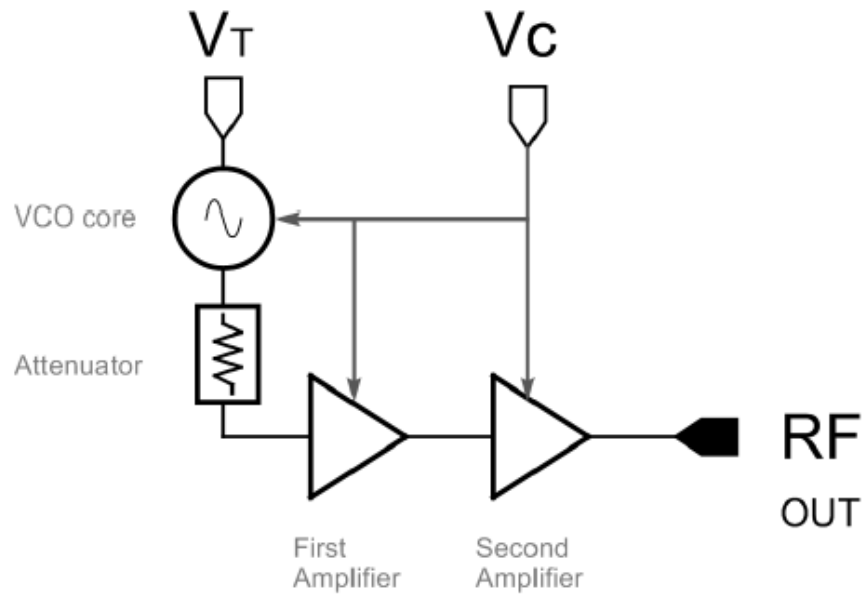 VT
Vc
VCO core
Attenuator
RF
OUT
First
Amplifier
Second
Amplifier